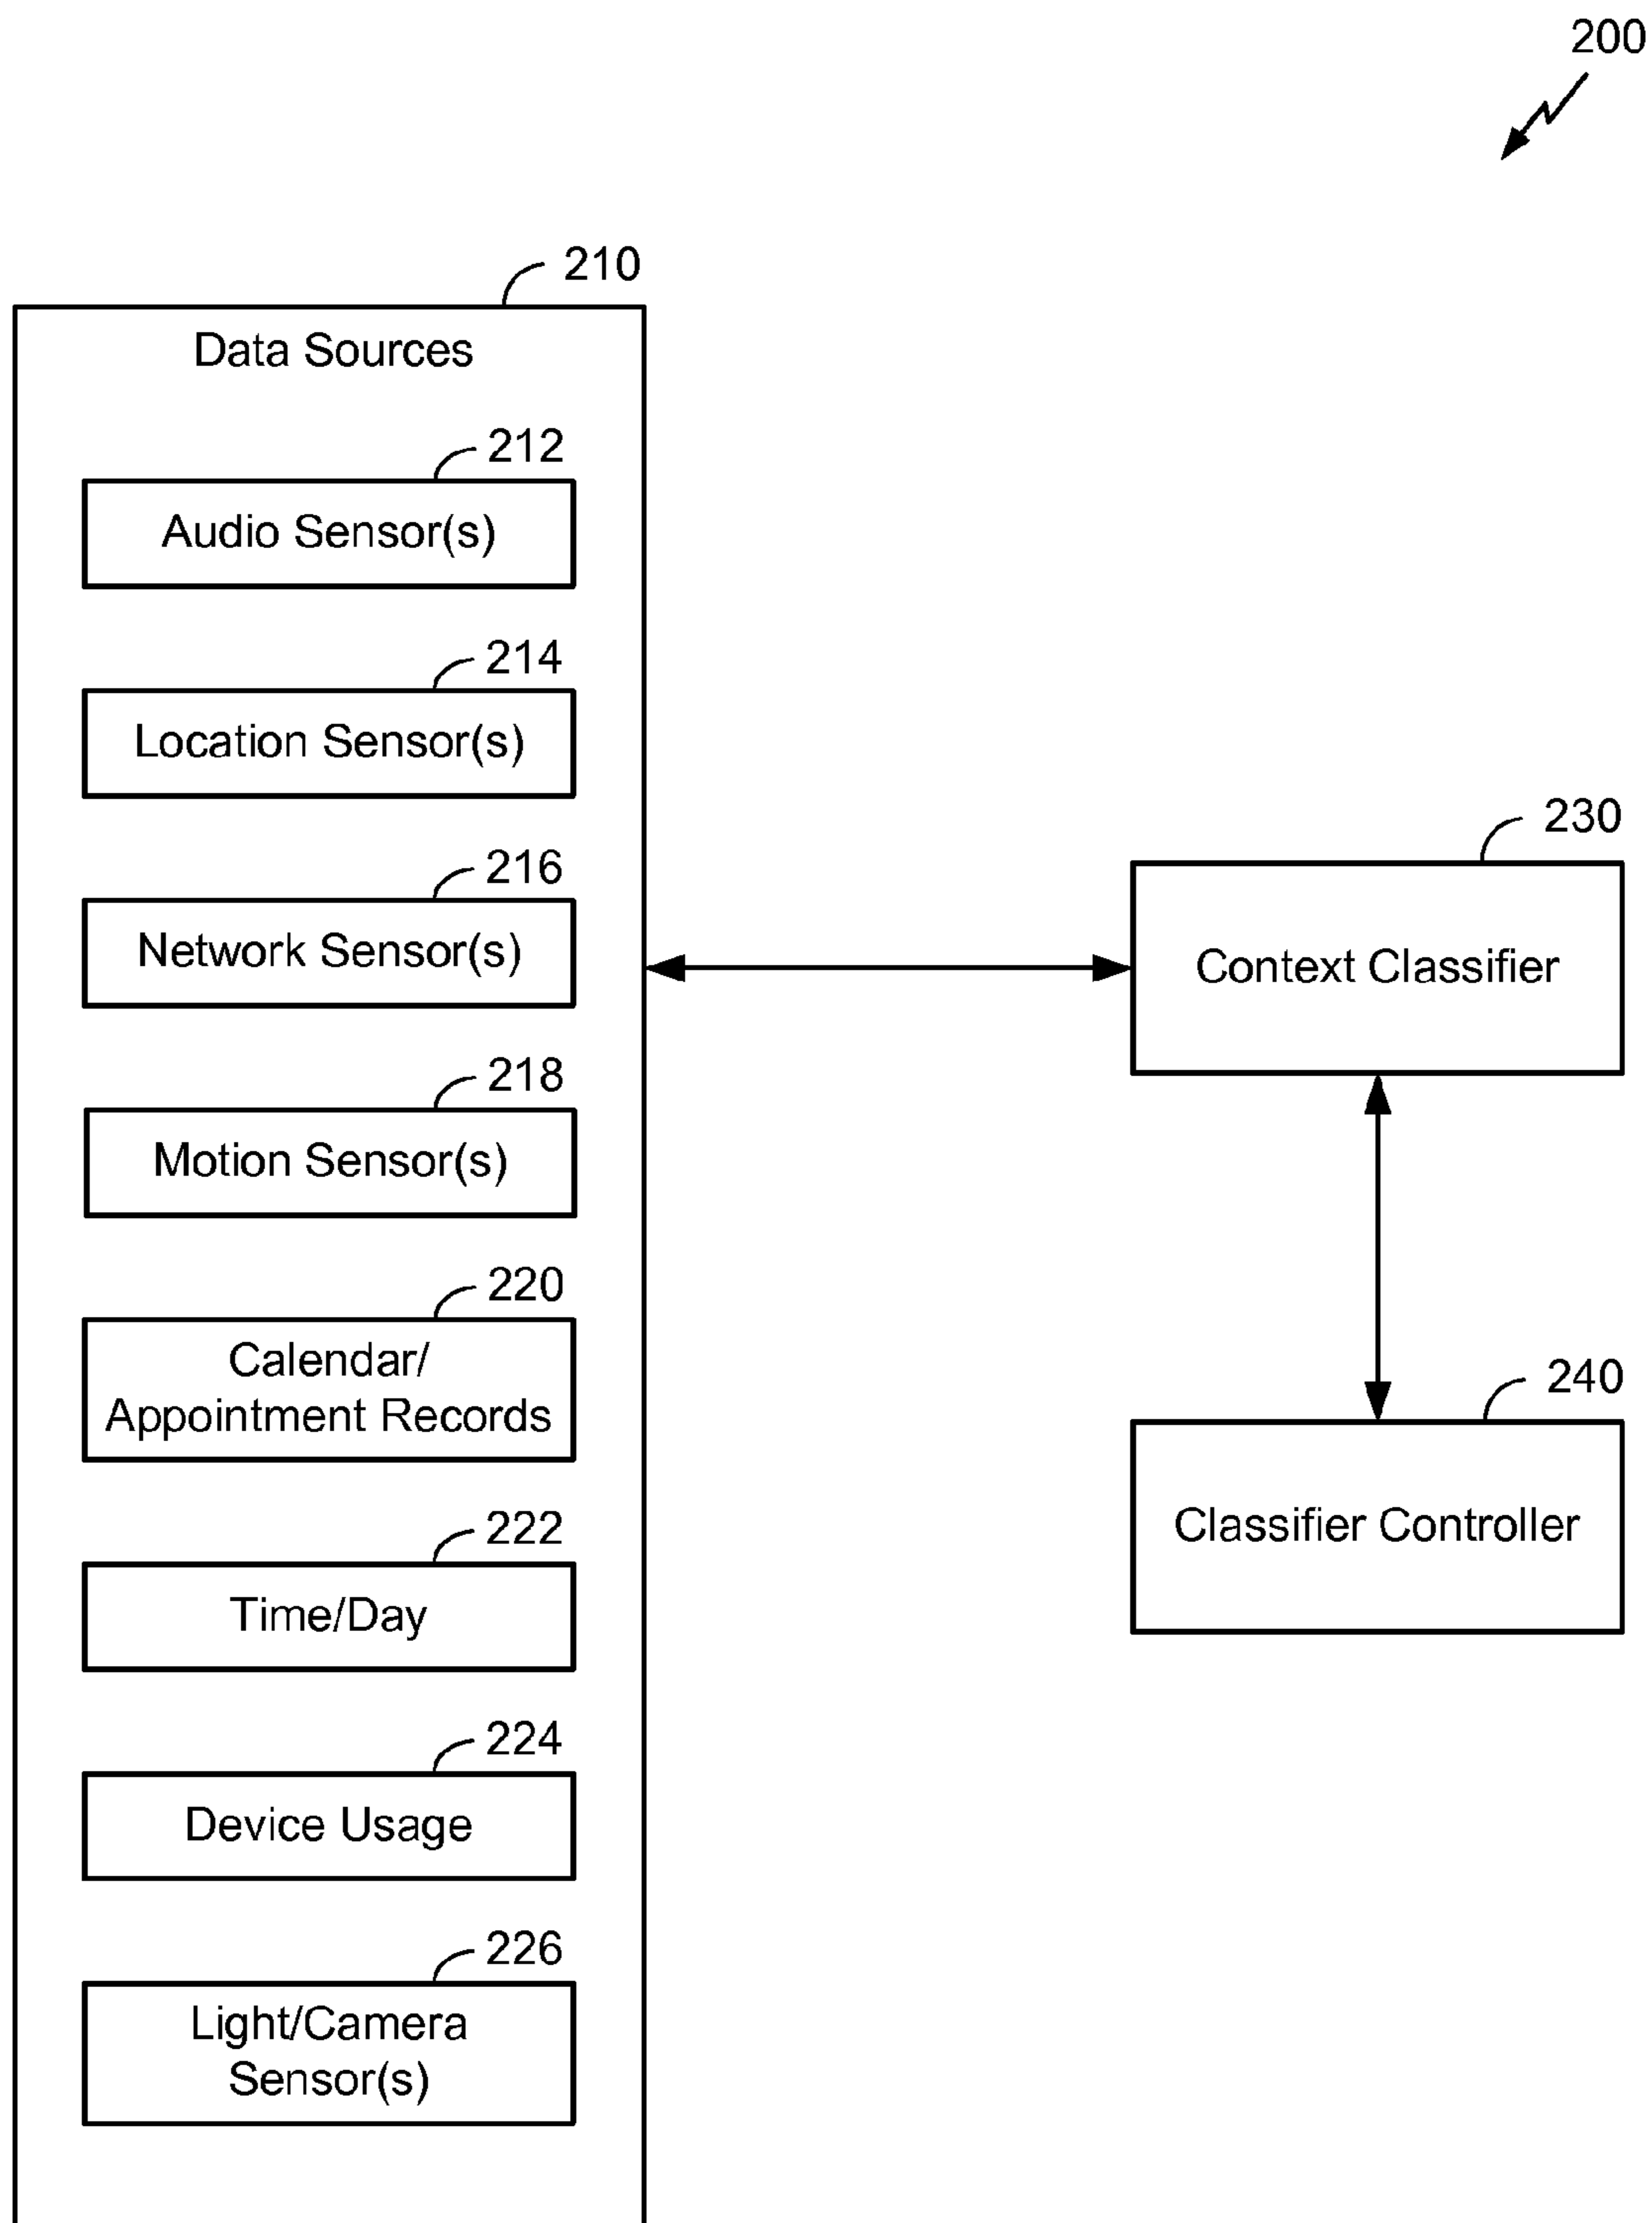 200
210
Data Sources
212
Audio Sensor(s)
214
Location Sensor(s)
216
Network Sensor(s)
218
Motion Sensor(s)
220
Calendar/
Appointment Records
222
Time/Day
224
Device Usage
226
Light/Camera
Sensor(s)
230
Context Classifier
240
Classifier Controller